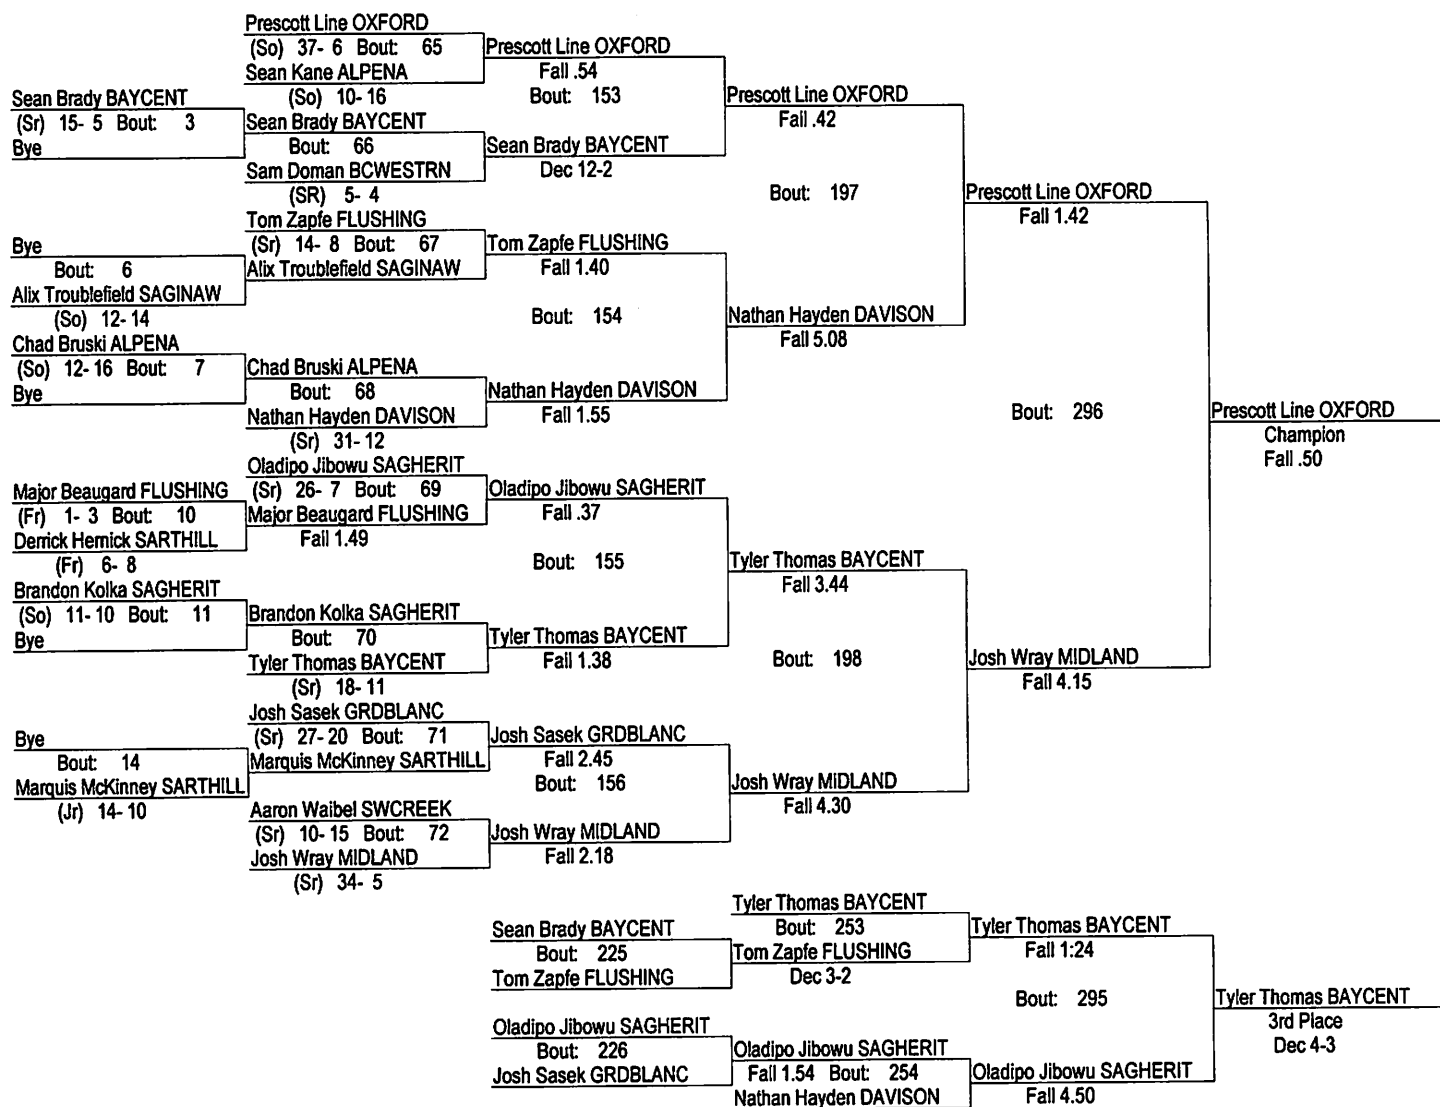 Prescott Line OXFORD
(So) 37- 6 Bout: 65
Sean Kane ALPENA
(So) 10- 16
Sean Brady BAYCENT
(Sr) 15- 5 Bout: 3
Bye
Sean Brady BAYCENT
Bout: 66
Sam Doman BCWESTRN
(SR) 5- 4
Tom Zapfe FLUSHING
(Sr) 14- 8 Bout: 67
Alix Troublefield SAGINAW
Bye
Bout: 6
Alix Troublefield SAGINAW
(So) 12- 14
Chad Bruski ALPENA
(So) 12- 16 Bout: 7
Bye
Chad Bruski ALPENA
Bout: 68
Nathan Hayden DAVISON
(Sr) 31- 12
Oladipo Jibowu SAGHERIT
(Sr) 26- 7 Bout: 69
Major Beaugard FLUSHING
Fall 1.49
Major Beaugard FLUSHING
(Fr) 1- 3 Bout: 10
Derrick Hernick SARTHILL
(Fr) 6- 8
Brandon Kolka SAGHERIT
(So) 11- 10 Bout: 11
Bye
Brandon Kolka SAGHERIT
Bout: 70
Tyler Thomas BAYCENT
(Sr) 18- 11
Josh Sasek GRDBLANC
(Sr) 27- 20 Bout: 71
Marquis McKinney SARTHILL
Bye
Bout: 14
Marquis McKinney SARTHILL
(Jr) 14- 10
Aaron Waibel SWCREEK
(Sr) 10- 15 Bout: 72
Josh Wray MIDLAND
(Sr) 34- 5
Prescott Line OXFORD
Fall .54
Bout: 153
Sean Brady BAYCENT
Dec 12-2
Tom Zapfe FLUSHING
Fall 1.40
Bout: 154
Nathan Hayden DAVISON
Fall 1.55
Oladipo Jibowu SAGHERIT
Fall .37
Bout: 155
Tyler Thomas BAYCENT
Fall 1.38
Josh Sasek GRDBLANC
Fall 2.45
Bout: 156
Josh Wray MIDLAND
Fall 2.18
Prescott Line OXFORD
Fall .42
Bout: 197
Nathan Hayden DAVISON
Fall 5.08
Tyler Thomas BAYCENT
Fall 3.44
Bout: 198
Josh Wray MIDLAND
Fall 4.30
Prescott Line OXFORD
Fall 1.42
Bout: 296
Josh Wray MIDLAND
Fall 4.15
Prescott Line OXFORD
Champion
Fall .50
Sean Brady BAYCENT
Bout: 225
Tom Zapfe FLUSHING
Oladipo Jibowu SAGHERIT
Bout: 226
Josh Sasek GRDBLANC
Tyler Thomas BAYCENT
Bout: 253
Tom Zapfe FLUSHING
Dec 3-2
Oladipo Jibowu SAGHERIT
Fall 1.54 Bout: 254
Nathan Hayden DAVISON
Tyler Thomas BAYCENT
Fall 1:24
Bout: 295
Oladipo Jibowu SAGHERIT
Fall 4.50
Tyler Thomas BAYCENT
3rd Place
Dec 4-3